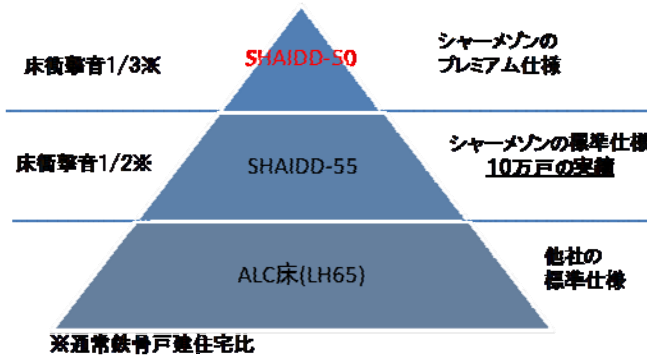 床衝撃音1/3※
SHAIDD-50
シャーメゾンの
プレミアム仕様
床衝撃音1/2※
SHAIDD-55
シャーメゾンの標準仕様
10万戸の実績
ALC床(LH65)
他社の
標準仕様
※通常鉄骨戸建住宅比